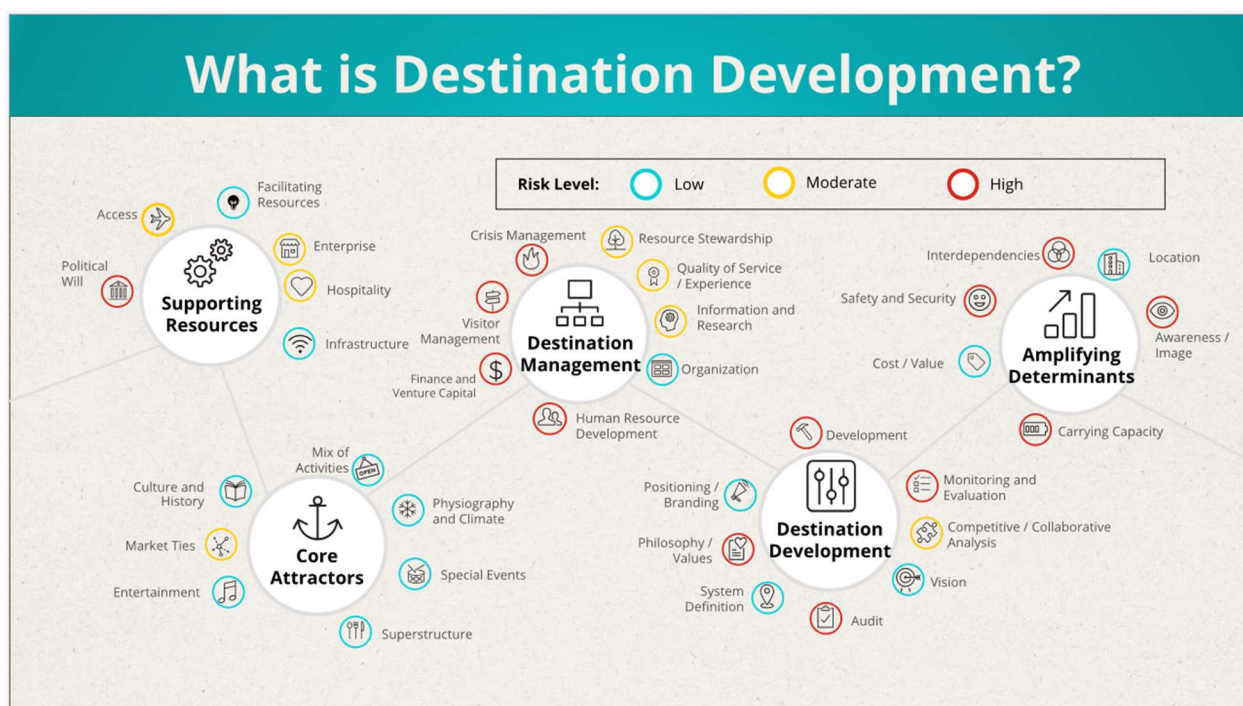 What is Destination Development?
Risk Level:
Low
Moderate
High
Facilitating
Resources
Access
Enterprise
Political
Will
Hospitality
Supporting
Resources
Infrastructure
Crisis Management
Resource Stewardship
Quality of Service
/ Experience
Information and
Research
Visitor
Management
Destination
Management
Organization
Finance and
Venture Capital
Human Resource
Development
Interdependencies
Location
Safety and Security
Awareness /
Image
Cost / Value
Amplifying
Determinants
Carrying Capacity
Mix of
Activities
OPEN
Culture and
History
Physiography
and Climate
Market Ties
Core
Attractors
Special Events
Entertainment
Superstructure
Development
Positioning /
Branding
Monitoring and
Evaluation
Competitive / Collaborative
Analysis
Philosophy /
Values
Destination
Development
Vision
System
Definition
Audit